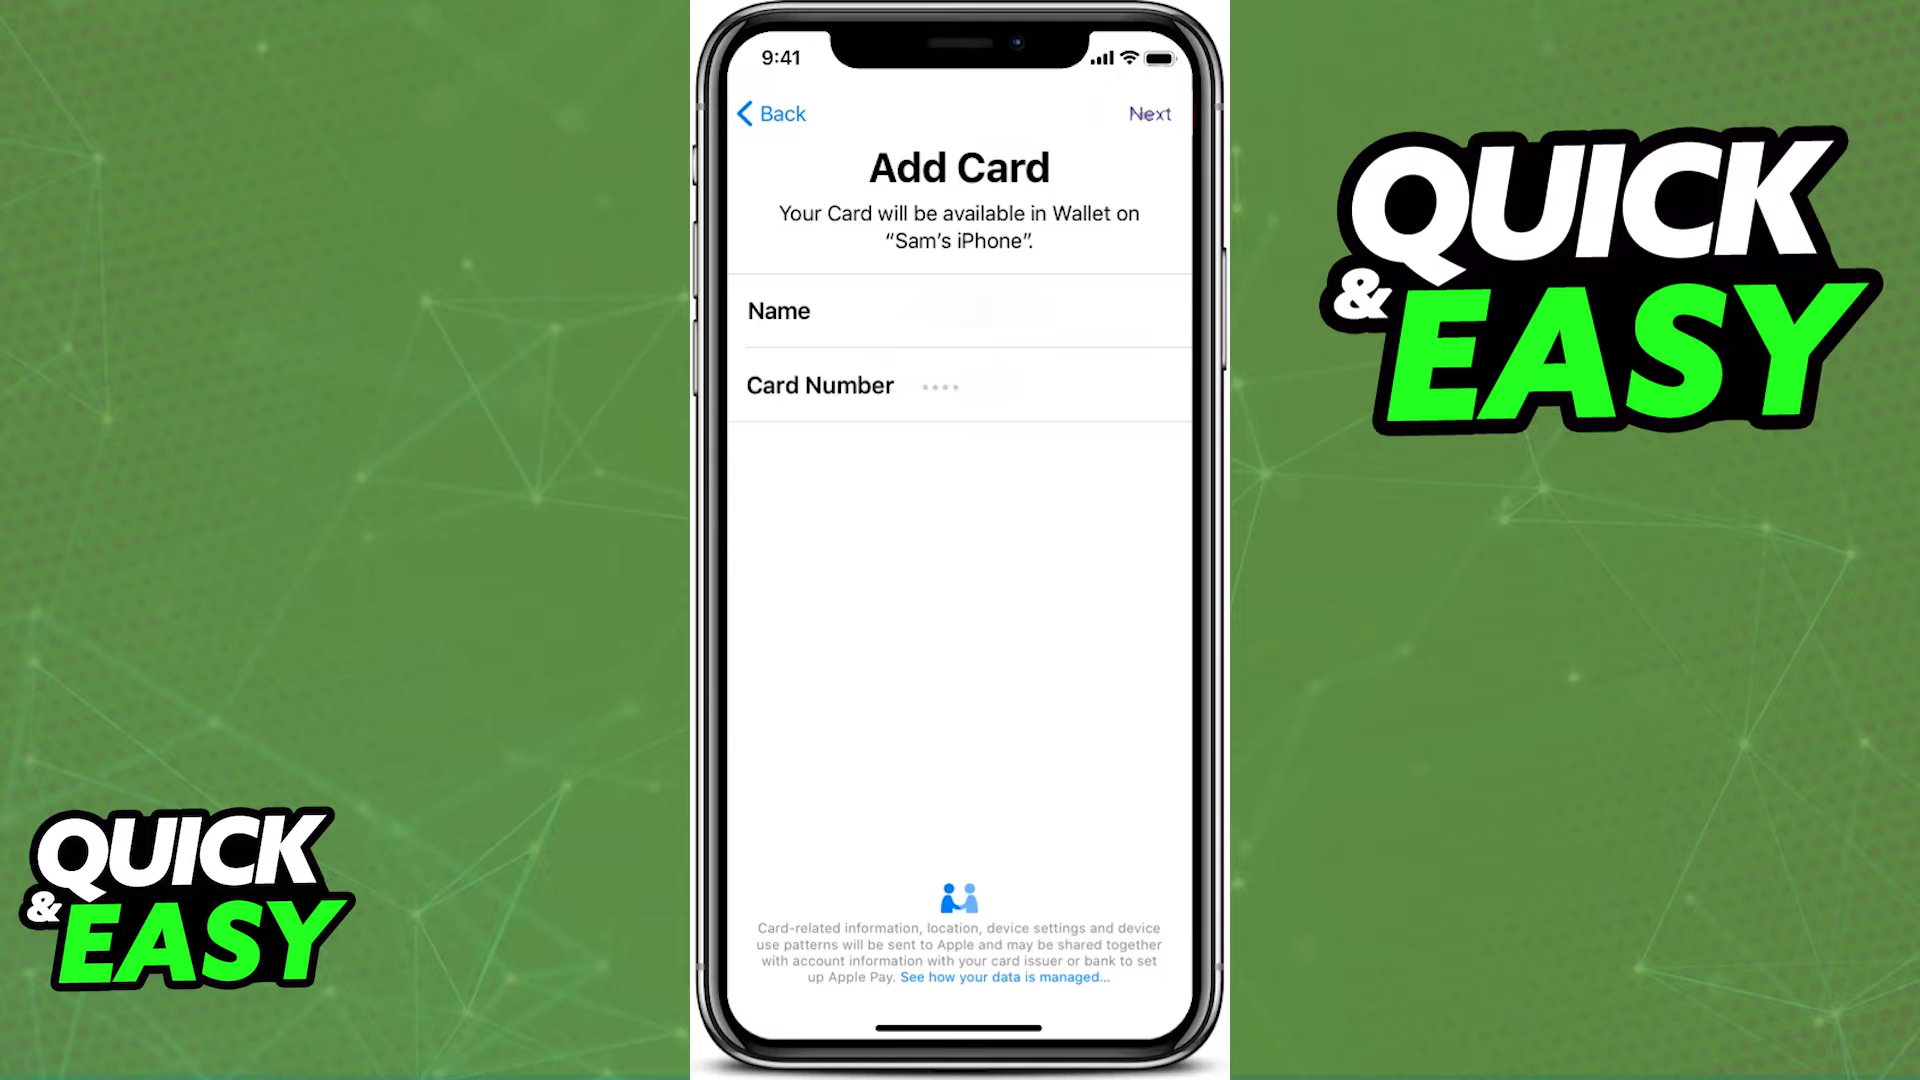 9:41
Back
Next
Add Card
Your Card will be available in Wallet on
“Sam’s iPhone”.
Name
Card Number ••••
Card-related information, location, device settings and device
use patterns will be sent to Apple and may be shared together
with account information with your card issuer or bank to set
up Apple Pay. See how your data is managed...
QUICK
& EASY
QUICK
& EASY